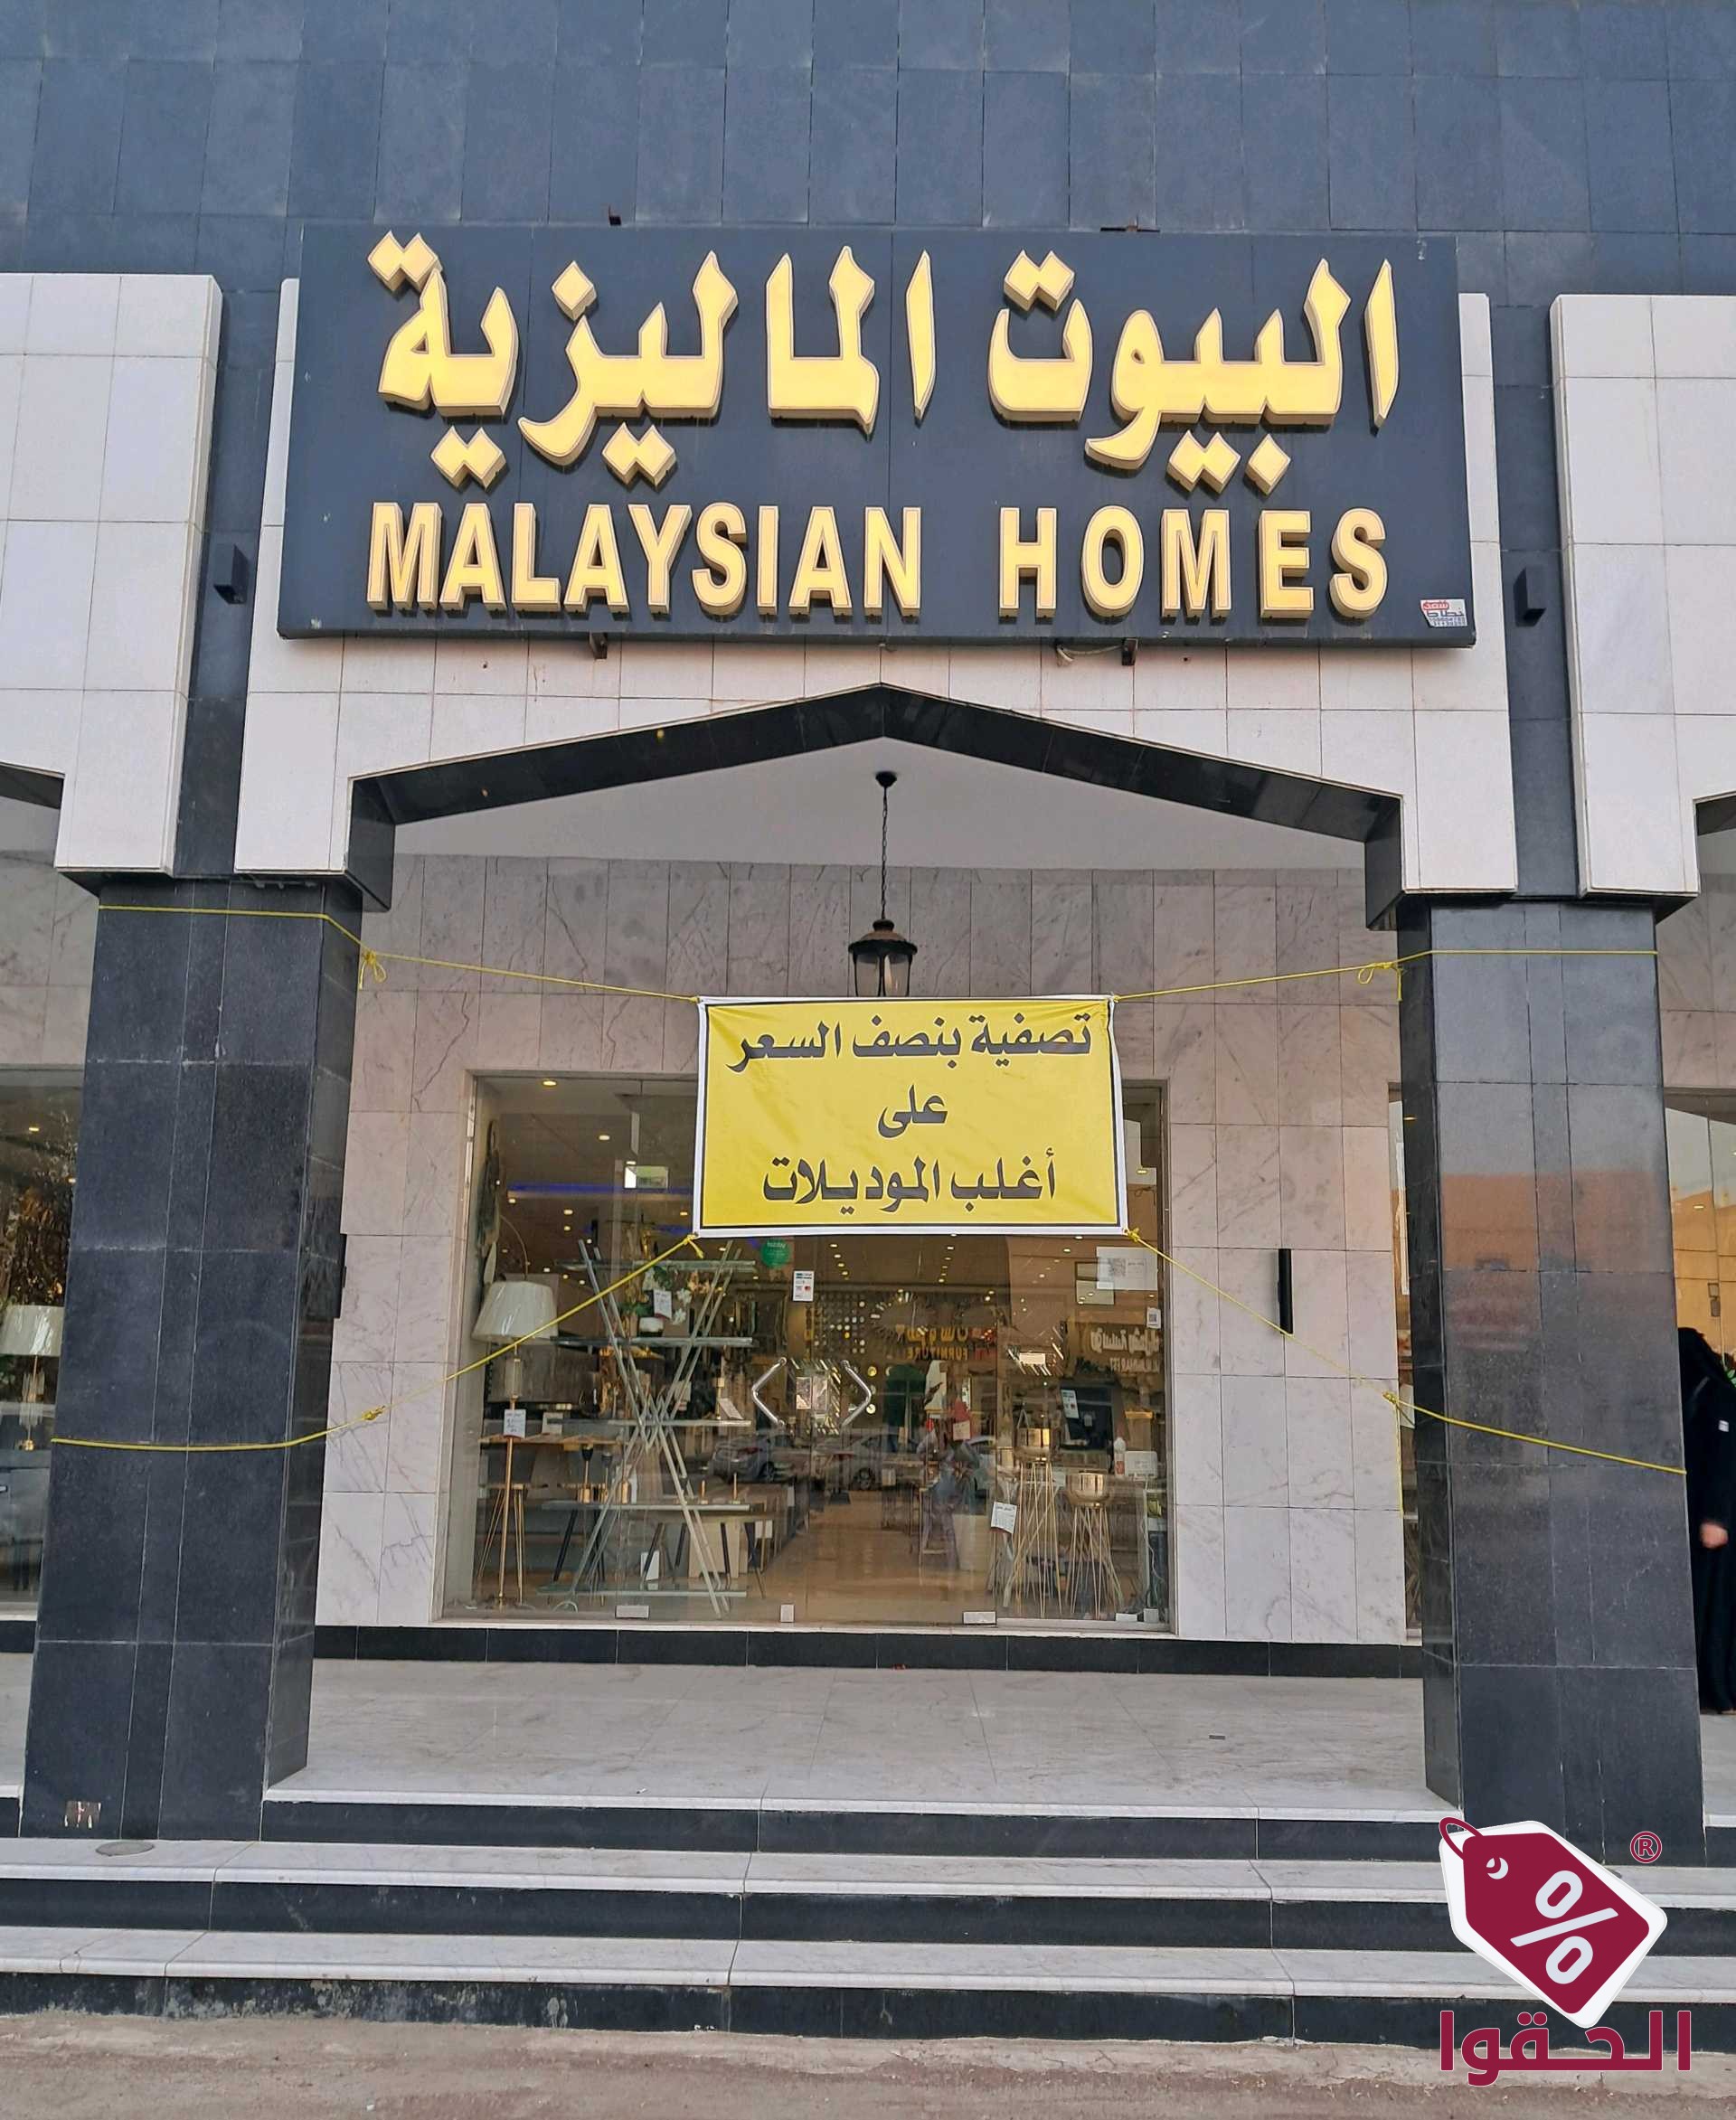 البيوت الماليزية
MALAYSIAN HOMES
تصفية بنصف السعر
على
أغلب الموديلات
الحقوا
®